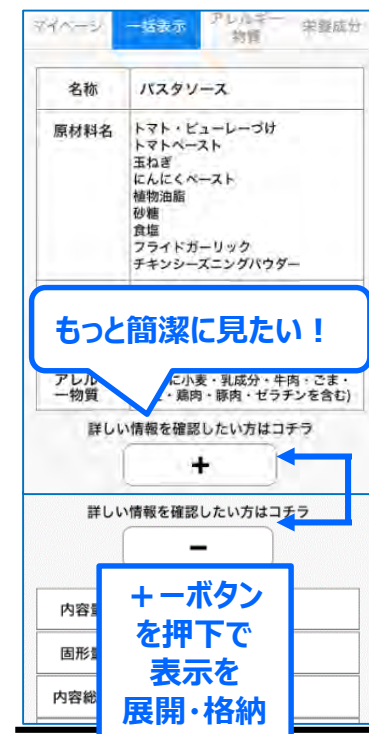 マイページ 一括表示 アレルギー物質 栄養成分
名称 パスタソース
原材料名 トマト・ピューレーづけ
トマトペースト
玉ねぎ
にんにくペースト
植物油脂
砂糖
食塩
フライドガーリック
チキンシーズニングパウダー
もっと簡潔に見たい！
アレル
ー物質
に小麦・乳成分・牛肉・ごま・
・鶏肉・豚肉・ゼラチンを含む)
詳しい情報を確認したい方はコチラ
+
詳しい情報を確認したい方はコチラ
−
内容量
固形量
内容総
＋－ボタン
を押下で
表示を
展開・格納